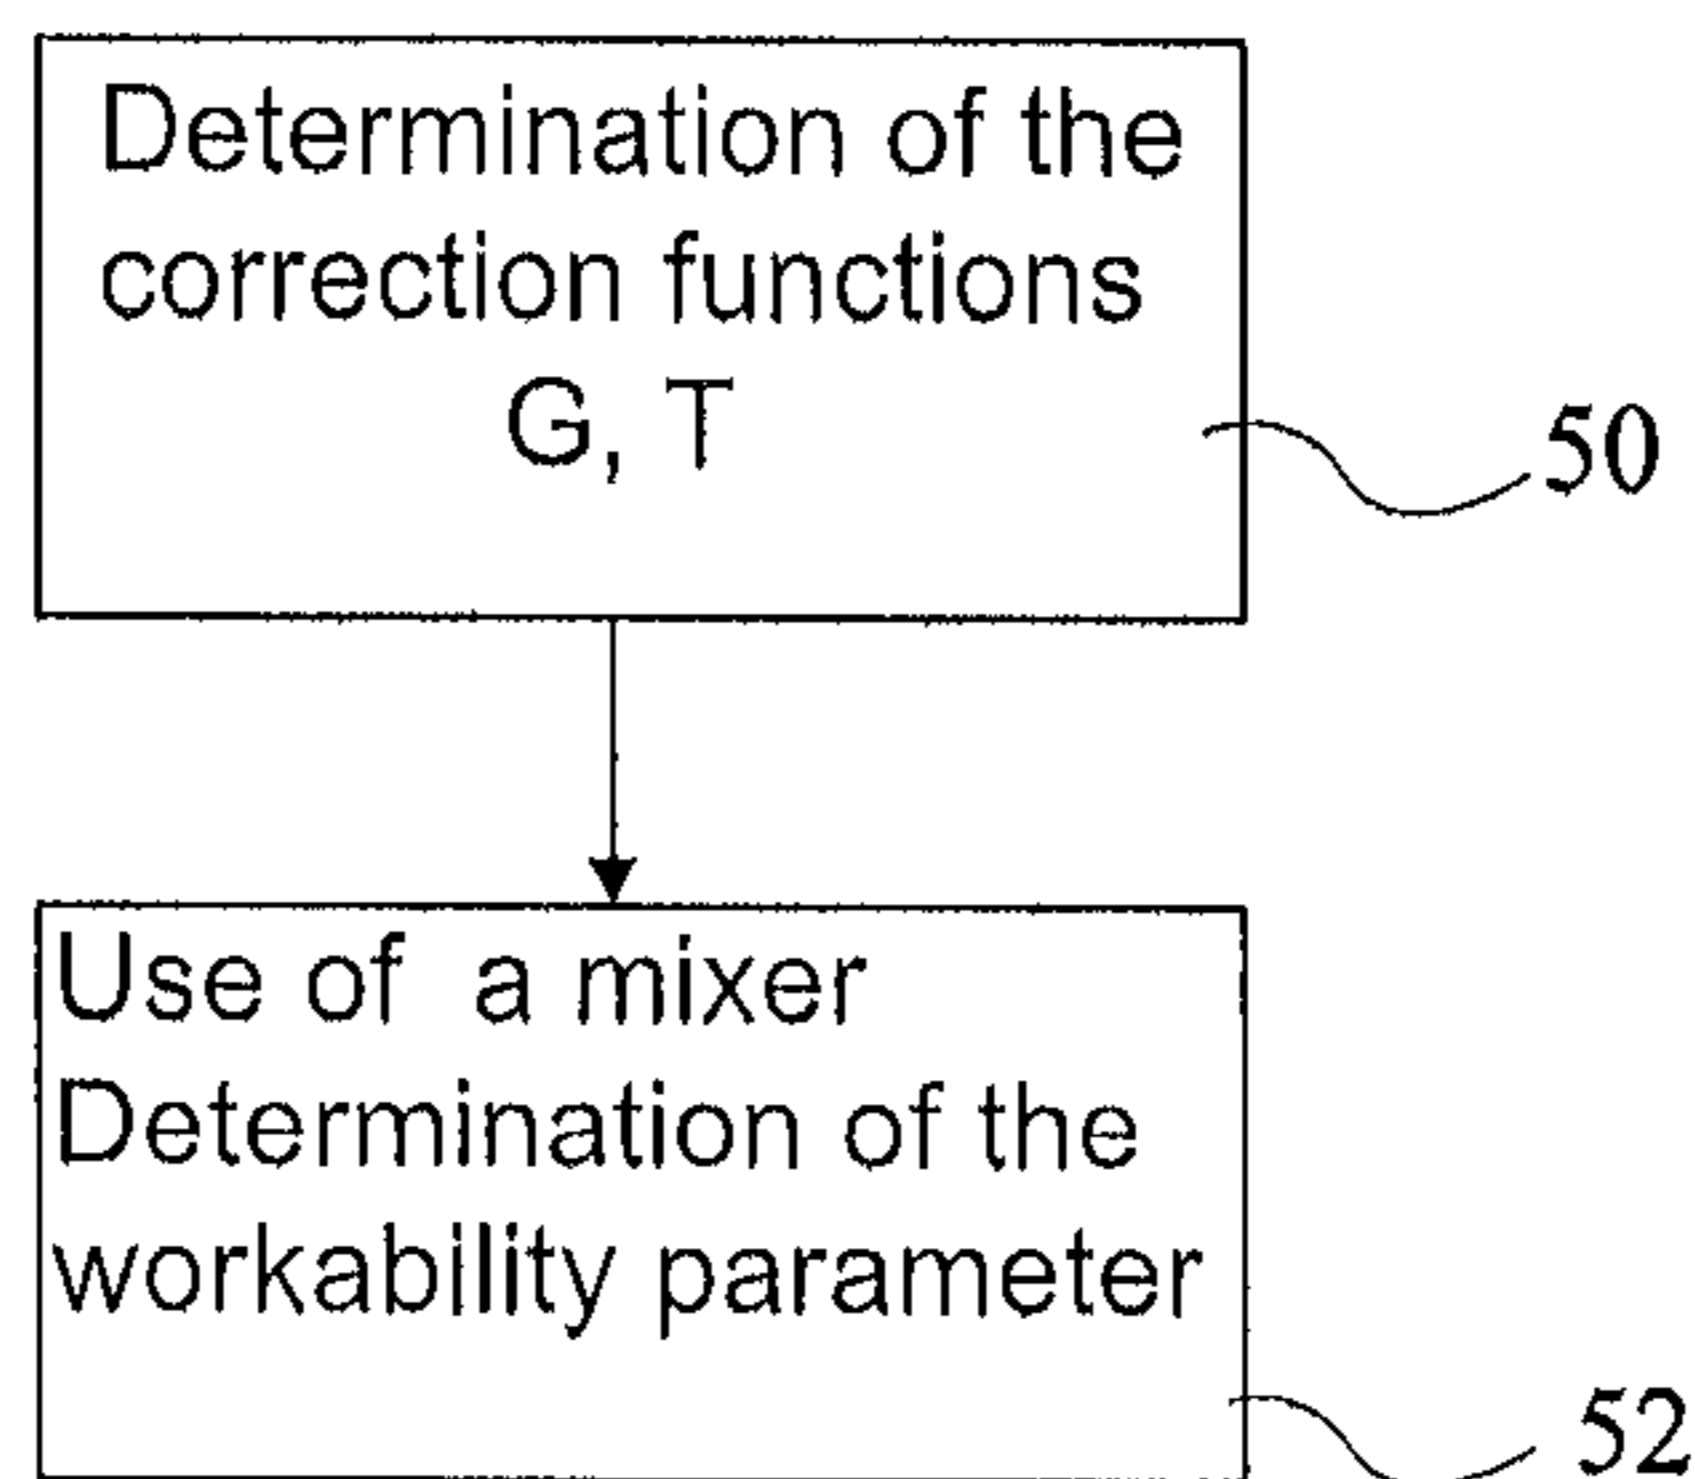 Determination of the
correction functions
G, T
50
Use of a mixer
Determination of the
workability parameter
52